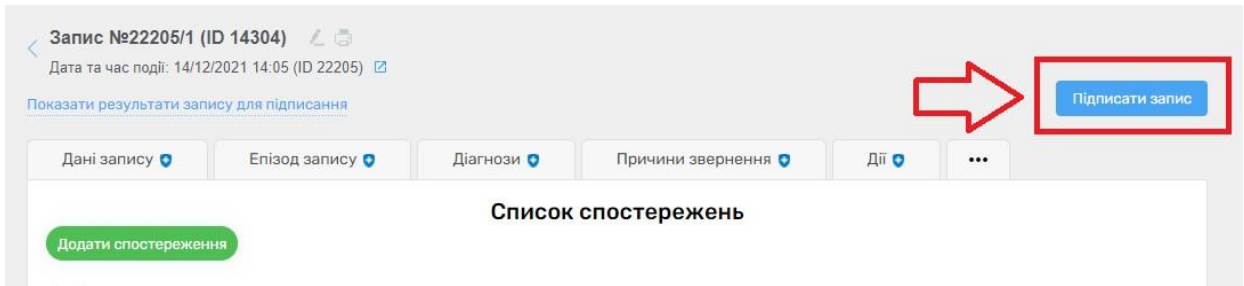 Запис №22205/1 (ID 14304)
Дата та час події: 14/12/2021 14:05 (ID 22205)
Показати результати запису для підписання
Підписати запис
Дані запису Епізод запису Діагнози Причини звернення Дії •••
Список спостережень
Додати спостереження